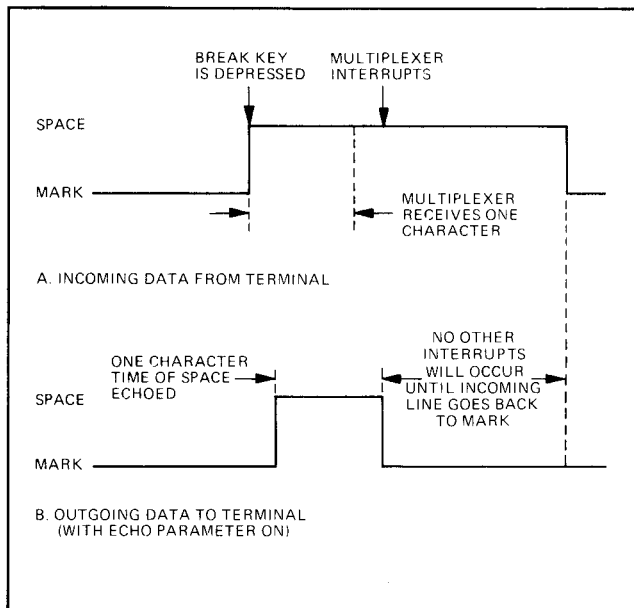 BREAK KEY
IS DEPRESSED
MULTIPLEXER
INTERRUPTS
SPACE
MARK
MULTIPLEXER
RECEIVES ONE
CHARACTER
A. INCOMING DATA FROM TERMINAL
ONE CHARACTER
TIME OF SPACE
ECHOED
NO OTHER
INTERRUPTS
WILL OCCUR
UNTIL INCOMING
LINE GOES BACK
TO MARK
SPACE
MARK
B. OUTGOING DATA TO TERMINAL
(WITH ECHO PARAMETER ON)